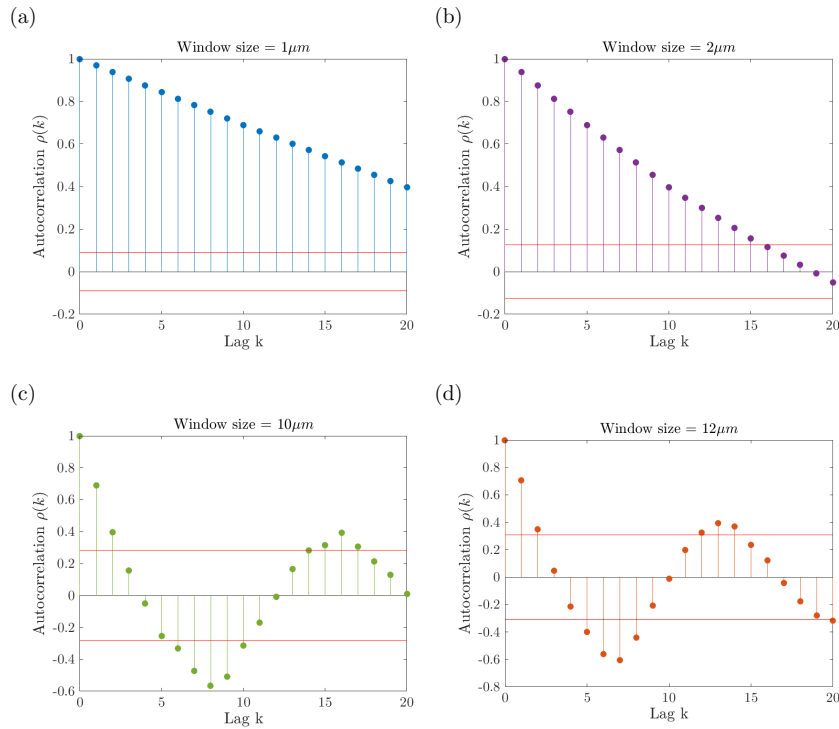 (a)
Window size = 1μm
1
0.8
0.6
0.4
0.2
0
-0.2
0 5 10 15 20
Autocorrelation ρ(k)
Lag k
(b)
Window size = 2μm
1
0.8
0.6
0.4
0.2
0
-0.2
0 5 10 15 20
Autocorrelation ρ(k)
Lag k
(c)
Window size = 10μm
1
0.8
0.6
0.4
0.2
0
-0.2
-0.4
-0.6
0 5 10 15 20
Autocorrelation ρ(k)
Lag k
(d)
Window size = 12μm
1
0.8
0.6
0.4
0.2
0
-0.2
-0.4
-0.6
-0.8
0 5 10 15 20
Autocorrelation ρ(k)
Lag k